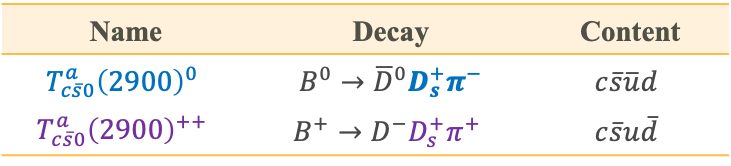 Name Decay Content
T^a_{cs̄0}(2900)^0 B^0 → D̄^0 D_s^+ π^- cs̄ūd
T^a_{cs̄0}(2900)^{++} B^+ → D^- D_s^+ π^+ cs̄ud̄